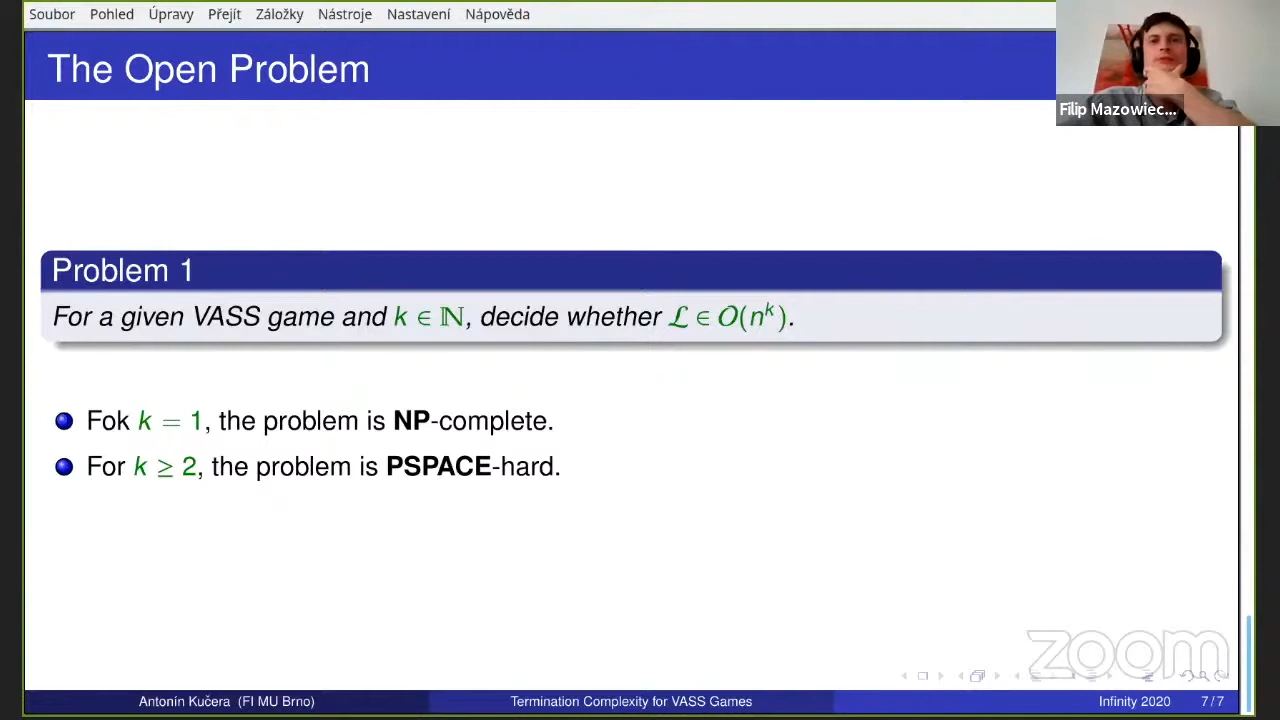 Soubor Pohled Úpravy Přejít Záložky Nástroje Nastavení Nápověda
The Open Problem
Filip Mazowiec...
Problem 1
For a given VASS game and k ∈ ℕ, decide whether 𝓛 ∈ O(n^k).
Fok k = 1, the problem is NP-complete.
For k ≥ 2, the problem is PSPACE-hard.
zoom
Antonín Kučera (FI MU Brno) Termination Complexity for VASS Games Infinity 2020 7/7